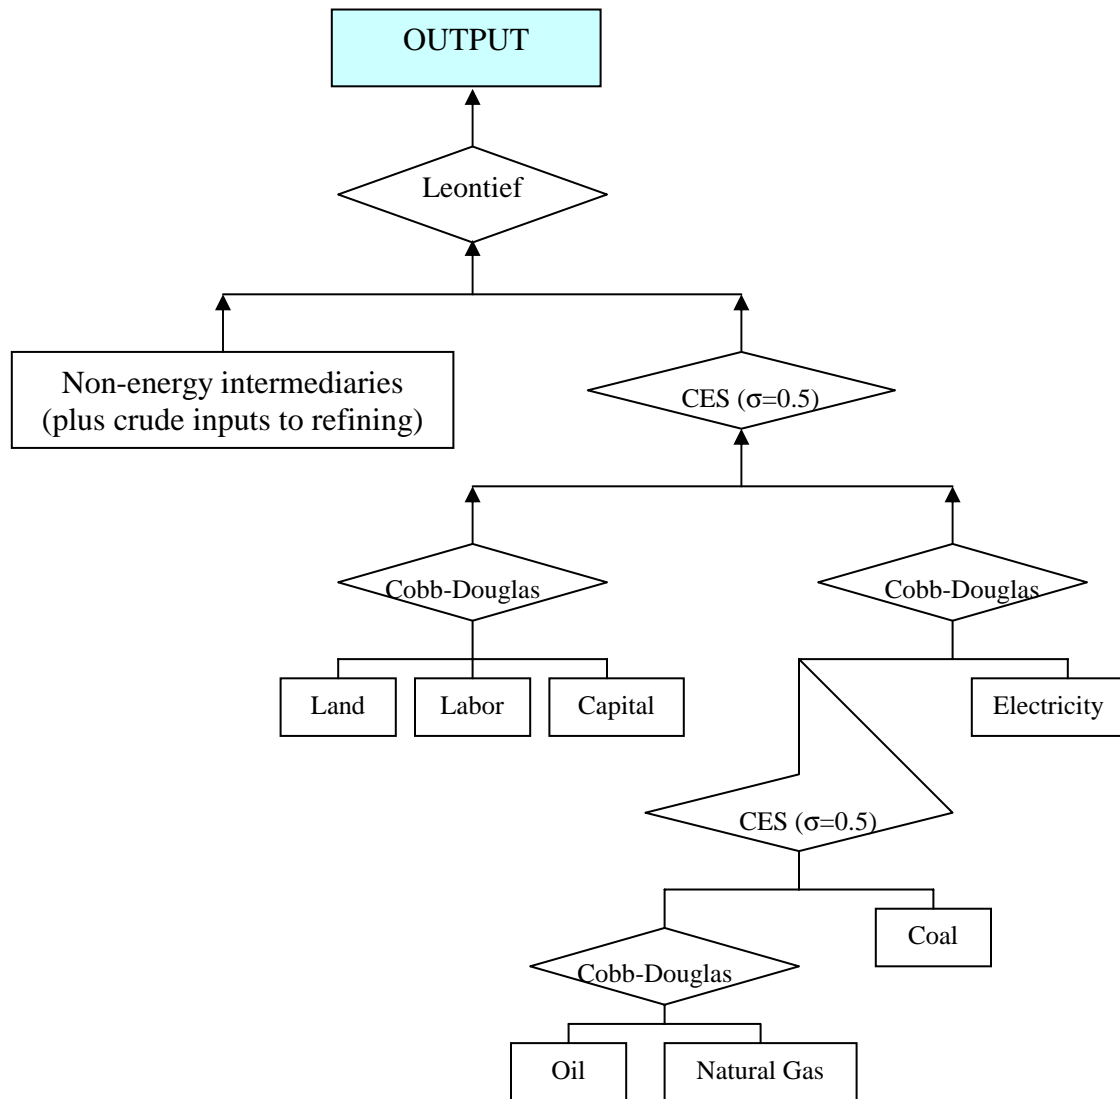 OUTPUT
Leontief
Non-energy intermediaries
(plus crude inputs to refining)
CES (σ=0.5)
Cobb-Douglas
Cobb-Douglas
Land
Labor
Capital
Electricity
CES (σ=0.5)
Coal
Cobb-Douglas
Oil
Natural Gas